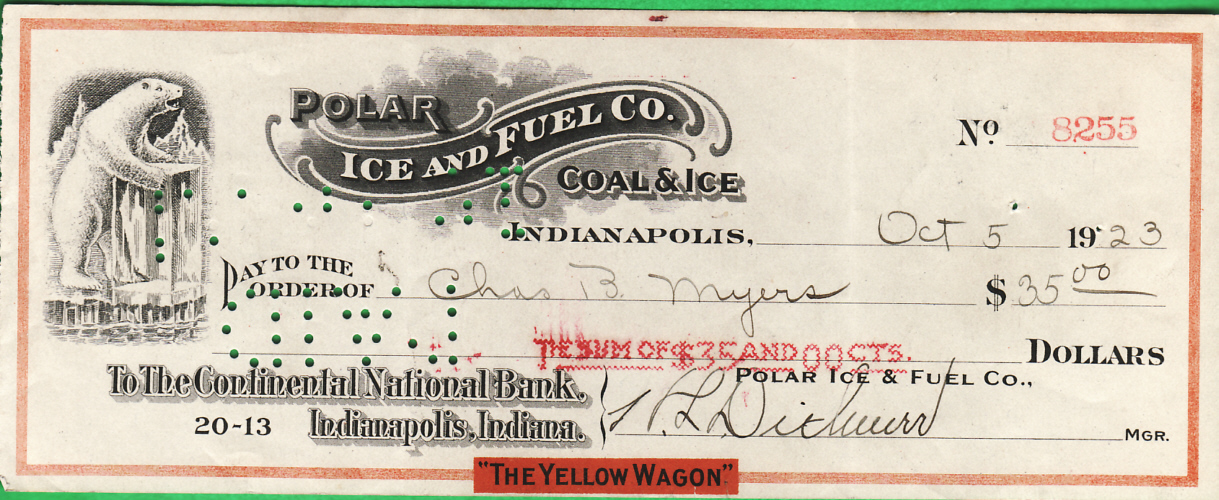 POLAR
ICE AND FUEL CO.
COAL & ICE
No. 8255
INDIANAPOLIS, Oct 5 1923
PAY TO THE
ORDER OF Chas B. Myers $ 35 00
THE SUM OF $35 AND 00 CTS. DOLLARS
To The Continental National Bank.
20-13 Indianapolis, Indiana.
POLAR ICE & FUEL CO.,
MGR.
"THE YELLOW WAGON"